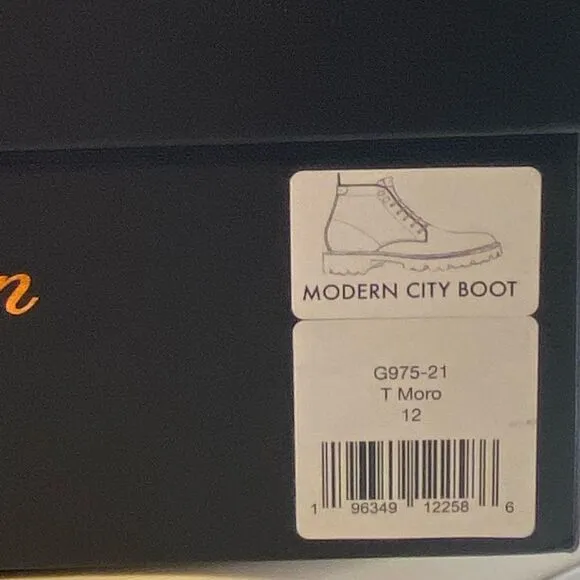 n
MODERN CITY BOOT
G975-21
T Moro
12
1 96349 12258 6